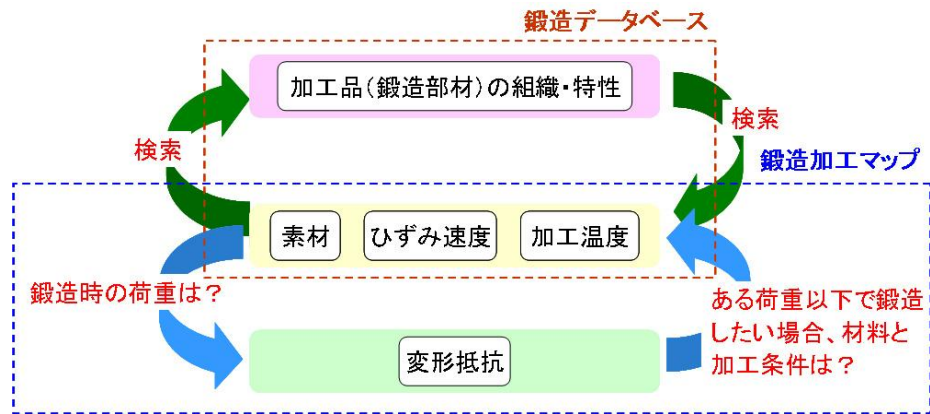 鍛造データベース
加工品(鍛造部材)の組織・特性
検索
検索
鍛造加工マップ
素材
ひずみ速度
加工温度
鍛造時の荷重は？
ある荷重以下で鍛造
したい場合、材料と
加工条件は？
変形抵抗